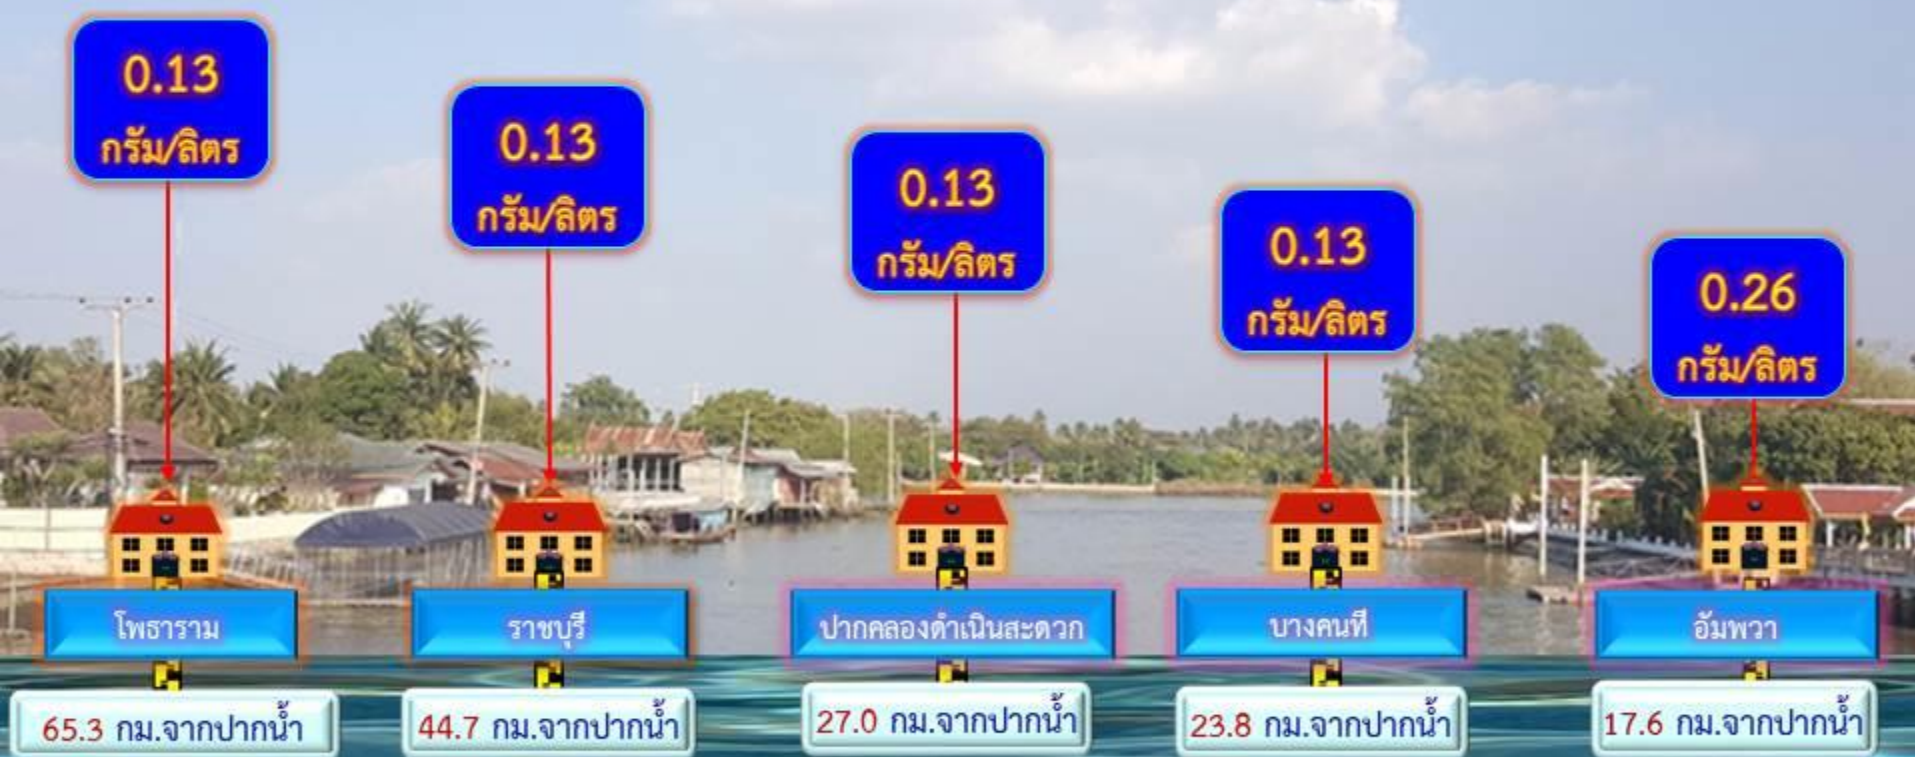 0.13
กรัม/ลิตร
0.13
กรัม/ลิตร
0.13
กรัม/ลิตร
0.13
กรัม/ลิตร
0.26
กรัม/ลิตร
โพธาราม
ราชบุรี
ปากคลองดำเนินสะดวก
บางคนที
อัมพวา
65.3 กม.จากปากน้ำ
44.7 กม.จากปากน้ำ
27.0 กม.จากปากน้ำ
23.8 กม.จากปากน้ำ
17.6 กม.จากปากน้ำ